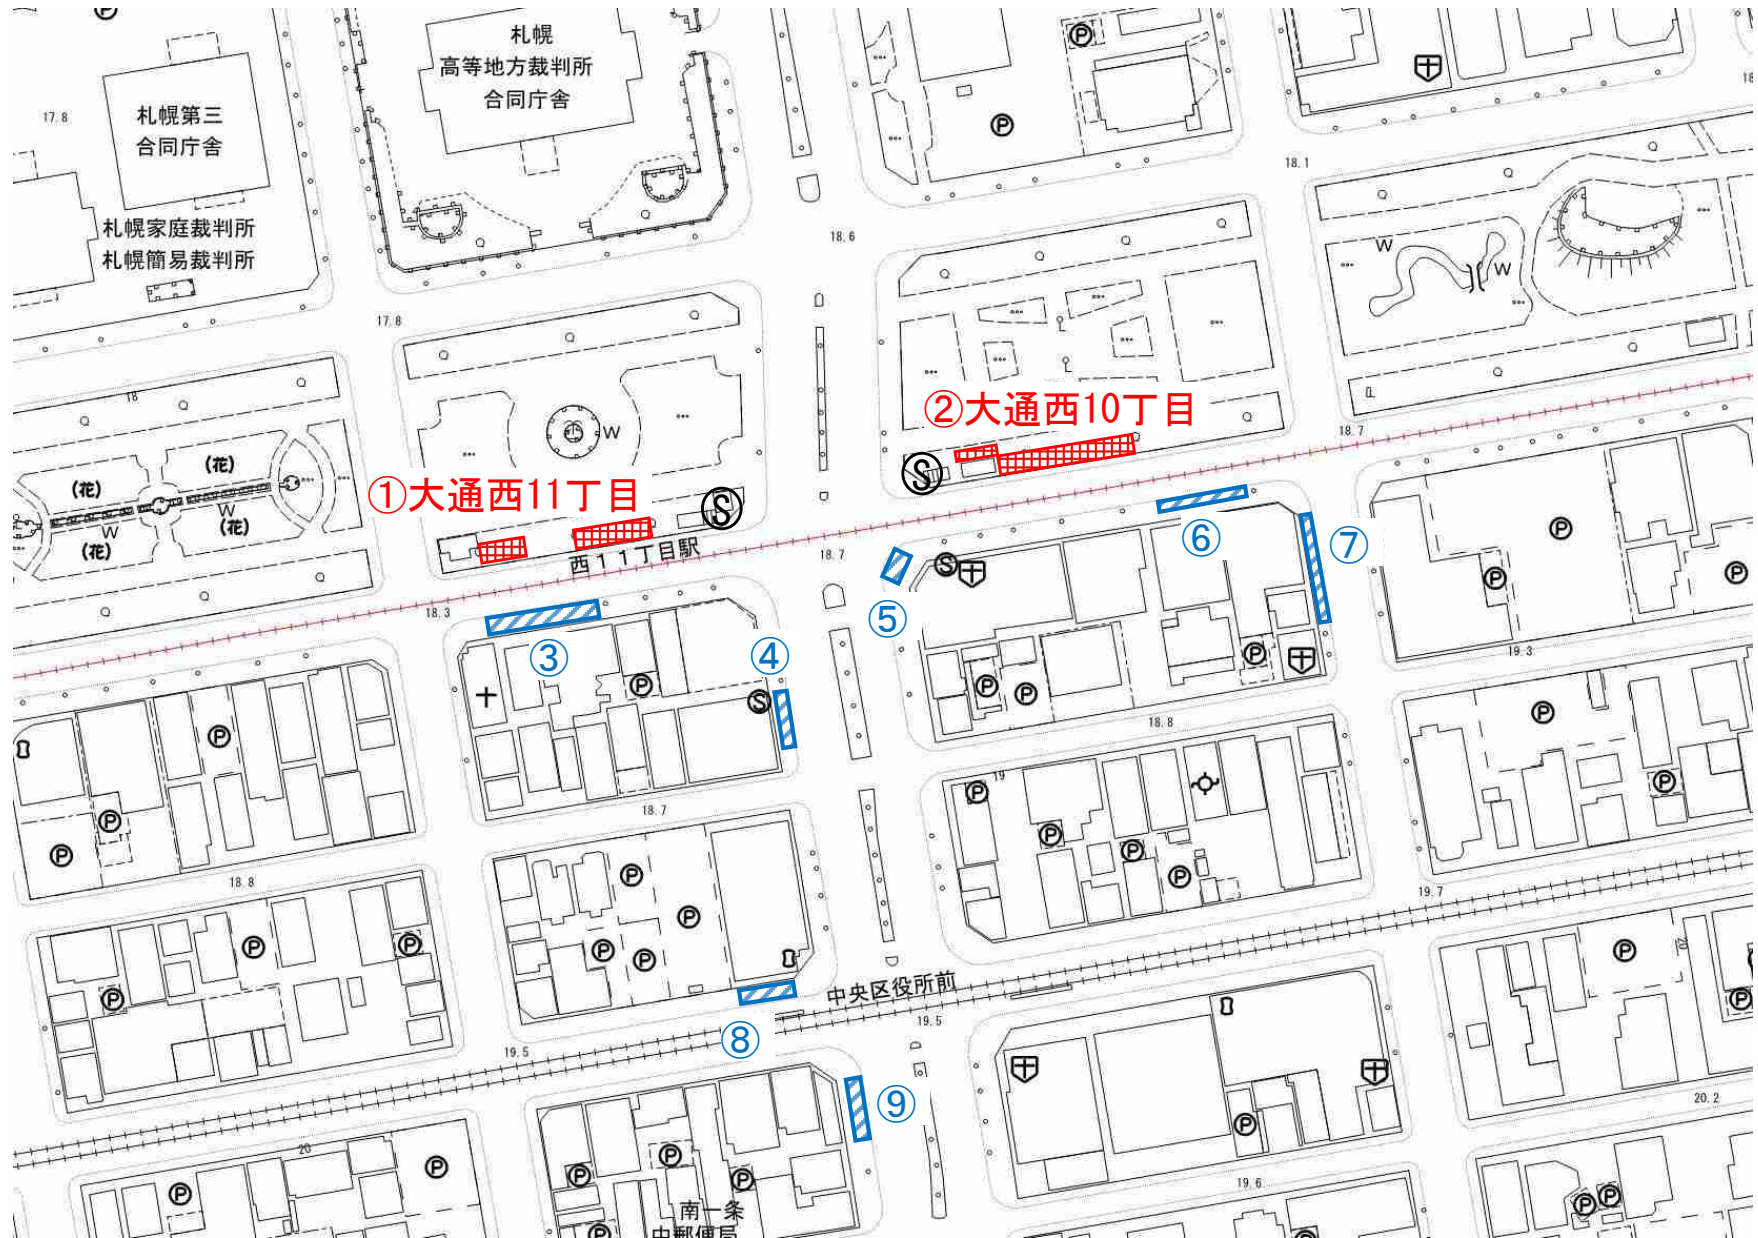 札幌
高等地方裁判所
合同庁舎
札幌第三
合同庁舎
17.8
札幌家庭裁判所
札幌簡易裁判所
18.1
18.6
17.8
W
W
18
W
②大通西10丁目
18.7
(花)
(花)
W
W
(花)
(花)
①大通西11丁目
Ⓢ
Ⓢ
西11丁目駅
18.7
18.3
⑥
⑦
⑤
③
④
Ⓢ
Ⓢ
19.3
18.8
18.7
19
18.8
19.7
中央区役所前
19.5
⑧
19.5
20
⑨
20.2
20
19.6
南一条
中郵便局
Ⓟ